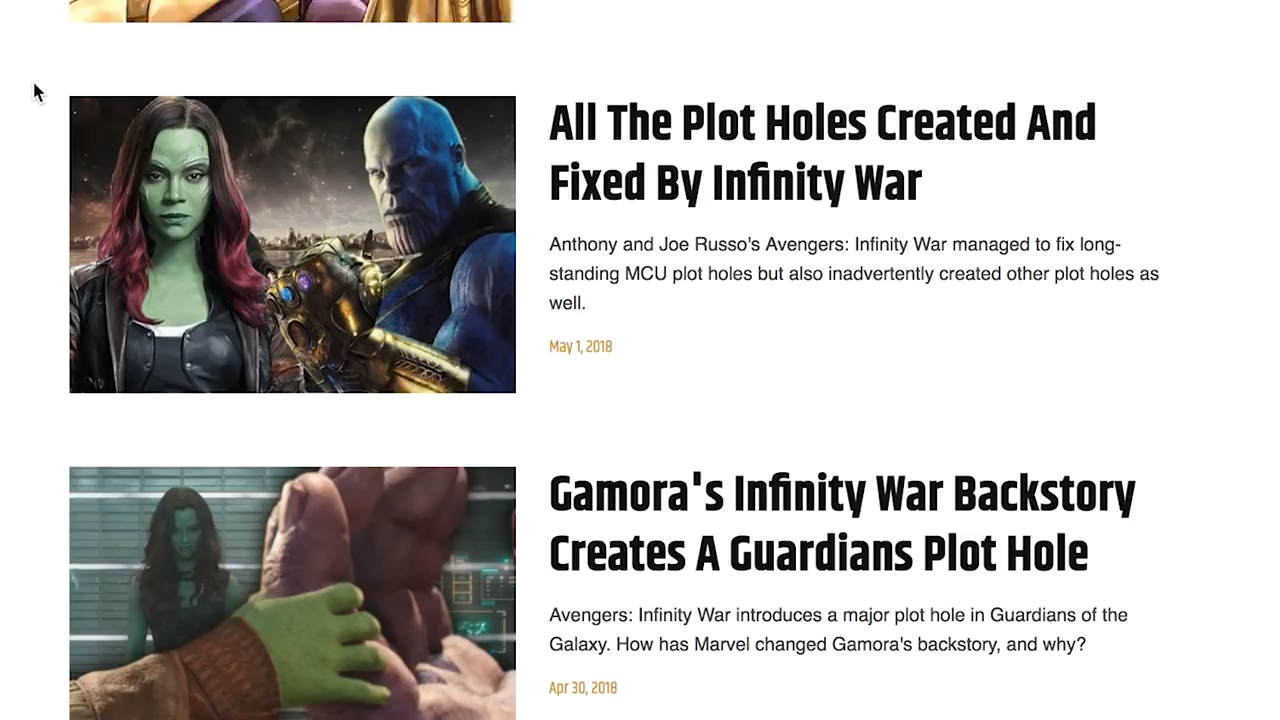 All The Plot Holes Created And
Fixed By Infinity War
Anthony and Joe Russo's Avengers: Infinity War managed to fix long-
standing MCU plot holes but also inadvertently created other plot holes as
well.
May 1, 2018
Gamora's Infinity War Backstory
Creates A Guardians Plot Hole
Avengers: Infinity War introduces a major plot hole in Guardians of the
Galaxy. How has Marvel changed Gamora's backstory, and why?
Apr 30, 2018